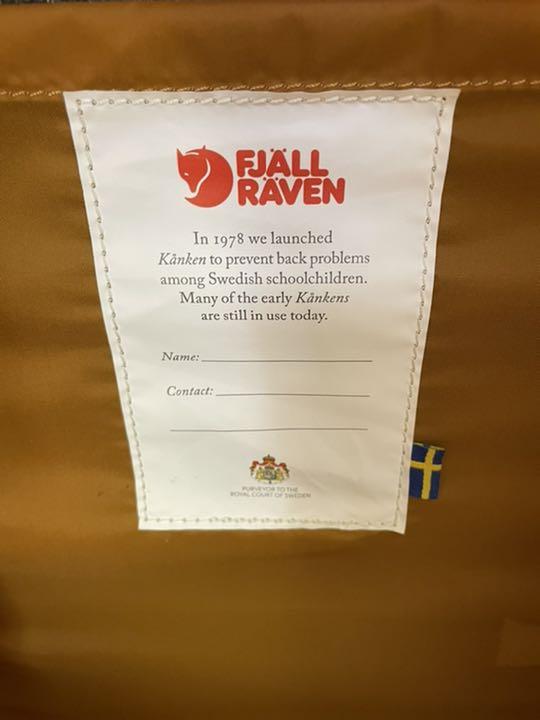 FJÄLL
RÄVEN
In 1978 we launched
Kånken to prevent back problems
among Swedish schoolchildren.
Many of the early Kånkens
are still in use today.
Name:
Contact:
PURVEYOR TO THE
ROYAL COURT OF SWEDEN